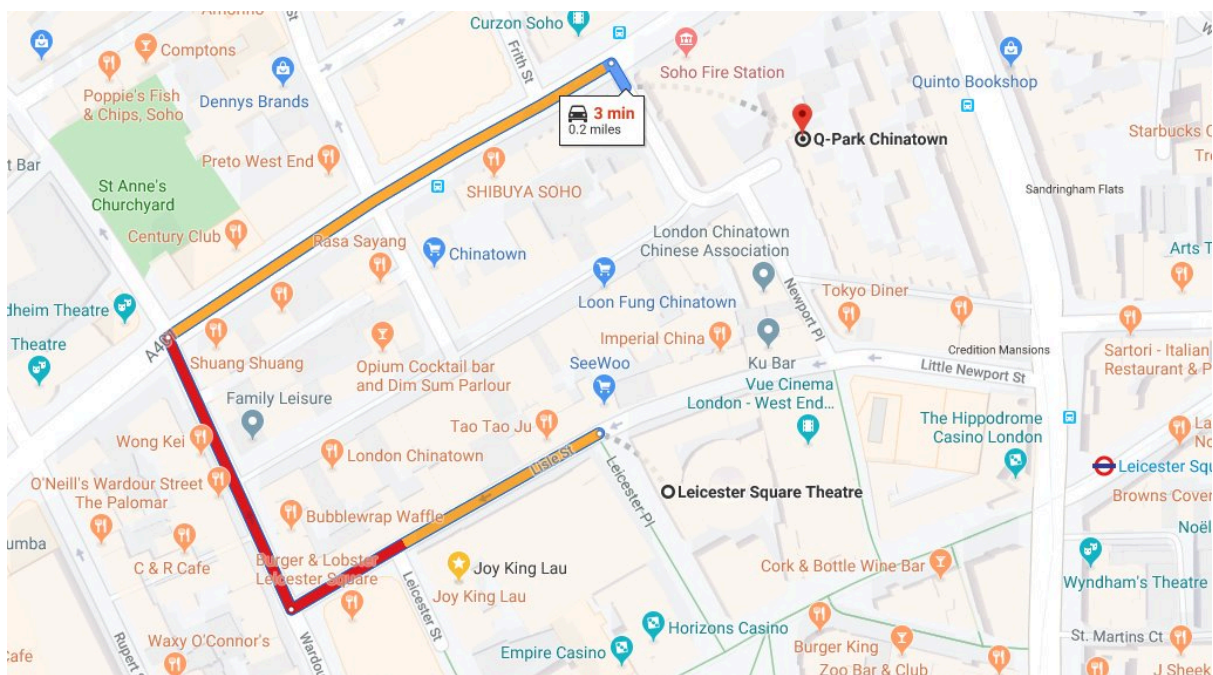 Curzon Soho
Comptons
Frith St
Soho Fire Station
Quinto Bookshop
Poppie's Fish
& Chips, Soho
Dennys Brands
3 min
0.2 miles
Q-Park Chinatown
Starbucks
t Bar
Preto West End
St Anne's
Churchyard
SHIBUYA SOHO
Sandringham Flats
Century Club
Rasa Sayang
Chinatown
London Chinatown
Chinese Association
Arts T
Loon Fung Chinatown
Newport Pl
Tokyo Diner
dheim Theatre
Theatre
Shuang Shuang
Opium Cocktail bar
and Dim Sum Parlour
Imperial China
Ku Bar
Credition Mansions
Sartori - Italian
Restaurant & P
SeeWoo
Little Newport St
Family Leisure
Vue Cinema
London - West End...
Wong Kei
Tao Tao Ju
The Hippodrome
Casino London
London Chinatown
Lisle St
Leicester Pl
Leicester Squ
O'Neill's Wardour Street
The Palomar
Leicester Square Theatre
Browns Cover
Bubblewrap Waffle
Noël
umba
C & R Cafe
Burger & Lobster
Leicester Square
Joy King Lau
Joy King Lau
Cork & Bottle Wine Bar
Wyndham's Theatre
Leicester St
Waxy O'Connor's
Horizons Casino
St. Martins Ct
Cafe
Empire Casino
Burger King
Zoo Bar & Club
J Sheek